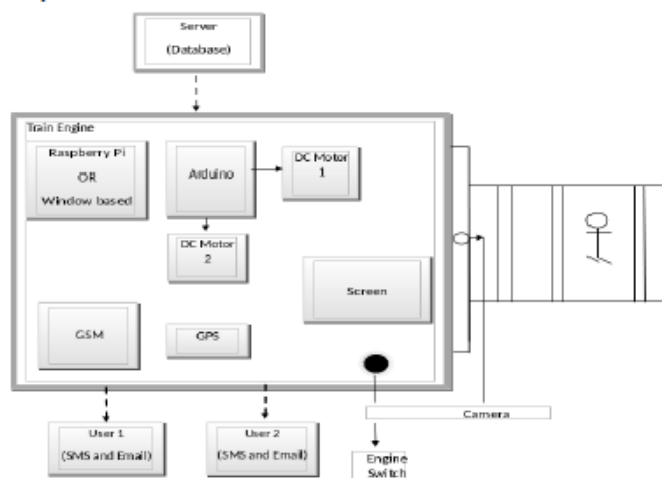 Server
(Database)
Train Engine
Raspberry Pi
OR
Window based
Arduino
DC Motor
1
DC Motor
2
Screen
GSM
GPS
Camera
User 1
(SMS and Email)
User 2
(SMS and Email)
Engine
Switch